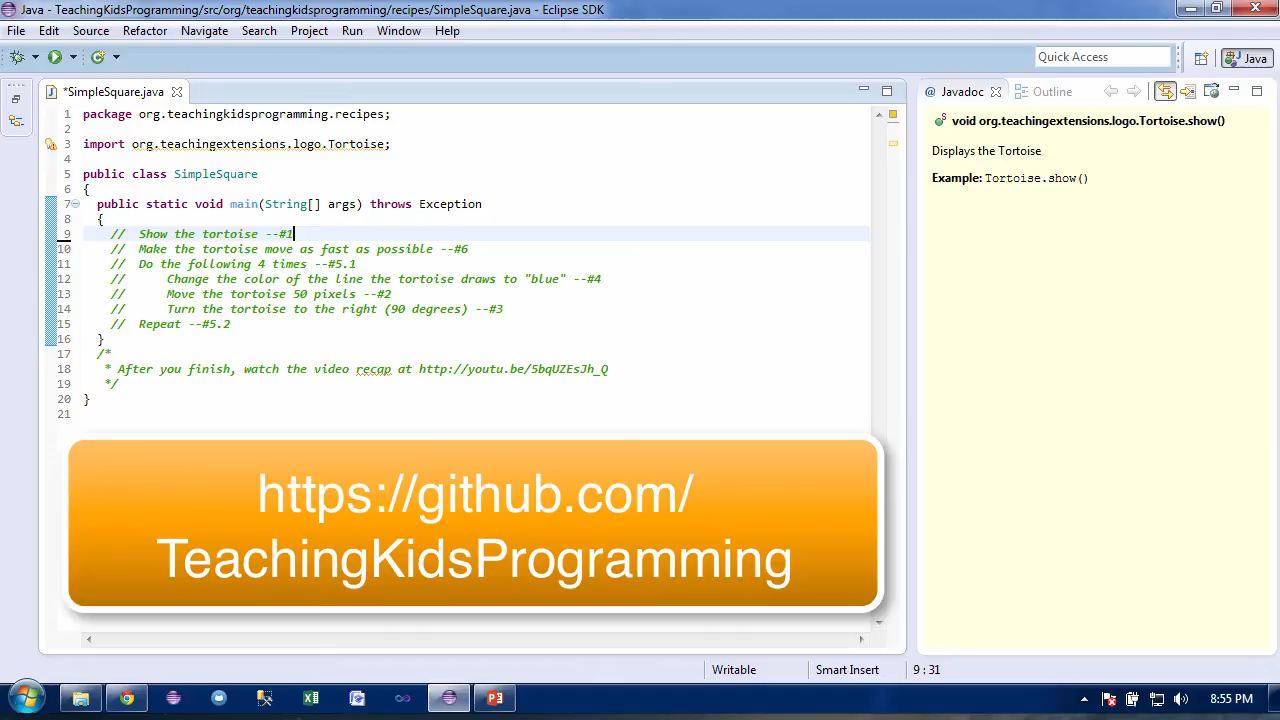 Java - TeachingKidsProgramming/src/org/teachingkidsprogramming/recipes/SimpleSquare.java - Eclipse SDK
File Edit Source Refactor Navigate Search Project Run Window Help
Quick Access
Java
*SimpleSquare.java
Javadoc
Outline
1 package org.teachingkidsprogramming.recipes;
2
3 import org.teachingextensions.logo.Tortoise;
4
5 public class SimpleSquare
6 {
7 public static void main(String[] args) throws Exception
8 {
9 // Show the tortoise --#1
10 // Make the tortoise move as fast as possible --#6
11 // Do the following 4 times --#5.1
12 // Change the color of the line the tortoise draws to "blue" --#4
13 // Move the tortoise 50 pixels --#2
14 // Turn the tortoise to the right (90 degrees) --#3
15 // Repeat --#5.2
16 }
17 /*
18 * After you finish, watch the video recap at http://youtu.be/5bqUZEsJh_Q
19 */
20 }
21
void org.teachingextensions.logo.Tortoise.show()
Displays the Tortoise
Example: Tortoise.show()
https://github.com/
TeachingKidsProgramming
Writable
Smart Insert
9 : 31
8:55 PM